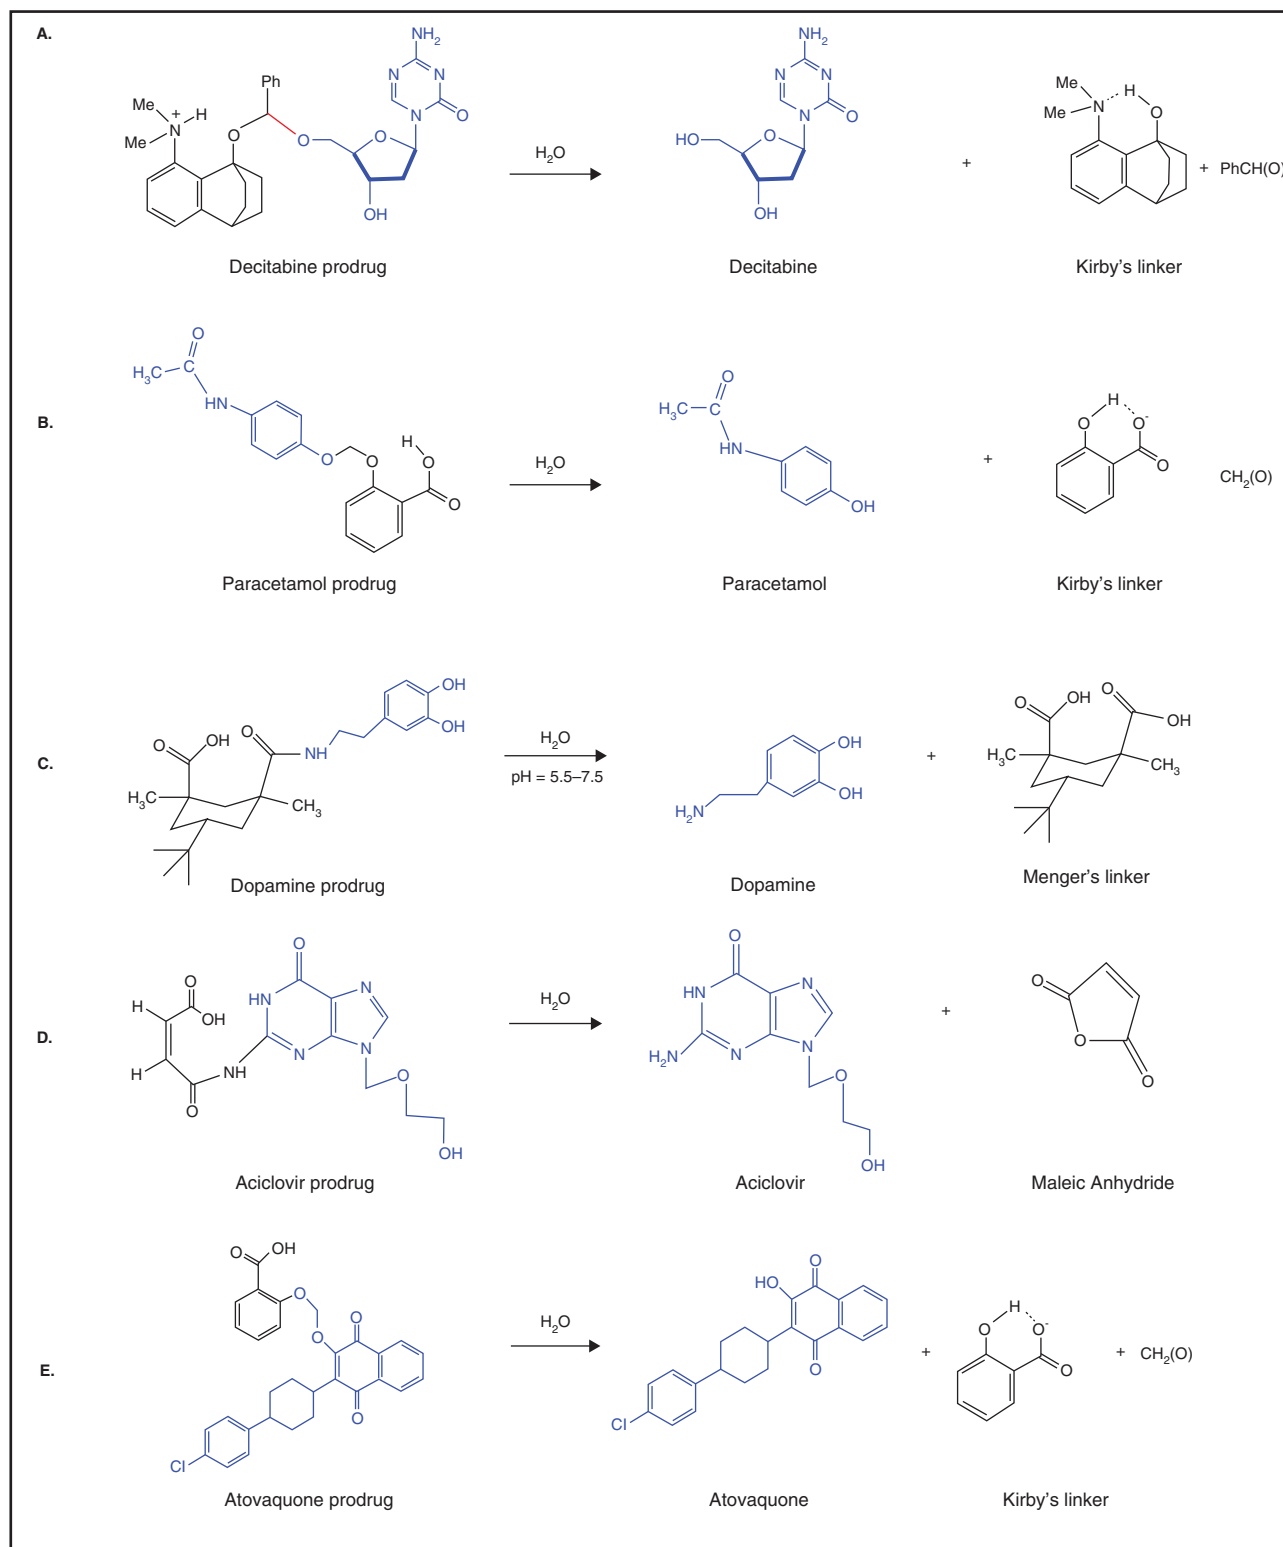 A.
Me
Me
N
+
H
O
Ph
O
O
OH
N
N
N
NH2
O
H2O
HO
O
OH
N
N
N
NH2
O
+
Me
Me
N
H
O
+ PhCH(O)
Decitabine prodrug
Decitabine
Kirby's linker
B.
O
H3C
C
HN
O
O
H
O
O
H2O
O
H3C
C
HN
OH
+
H
O
O-
O
CH2(O)
Paracetamol prodrug
Paracetamol
Kirby's linker
C.
O
OH
O
NH
OH
OH
H3C
CH3
H2O
pH = 5.5–7.5
H2N
OH
OH
+
O
OH
O
OH
H3C
CH3
Dopamine prodrug
Dopamine
Menger's linker
D.
H
H
O
OH
O
NH
O
HN
N
N
N
O
OH
H2O
O
HN
H2N
N
N
N
O
OH
+
O
O
O
Aciclovir prodrug
Aciclovir
Maleic Anhydride
E.
O
OH
O
O
O
O
Cl
H2O
HO
O
O
Cl
+
H
O
O-
O
+ CH2(O)
Atovaquone prodrug
Atovaquone
Kirby's linker